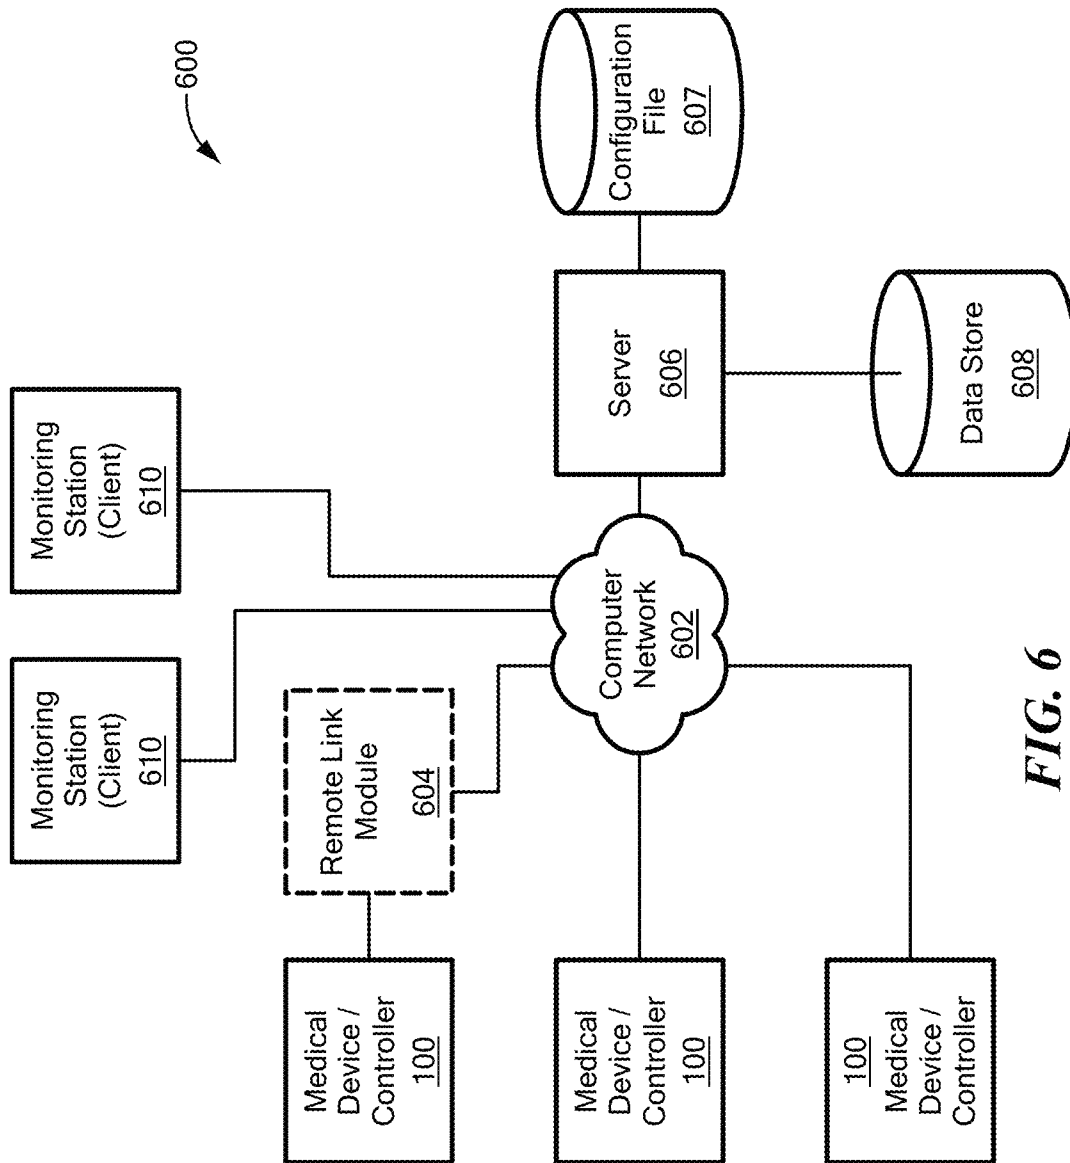 600
Monitoring
Station
(Client)
610
Monitoring
Station
(Client)
610
Remote Link
Module
604
Medical
Device /
Controller
100
Medical
Device /
Controller
100
100
Medical
Device /
Controller
Computer
Network
602
Server
606
Configuration
File
607
Data Store
608
FIG. 6